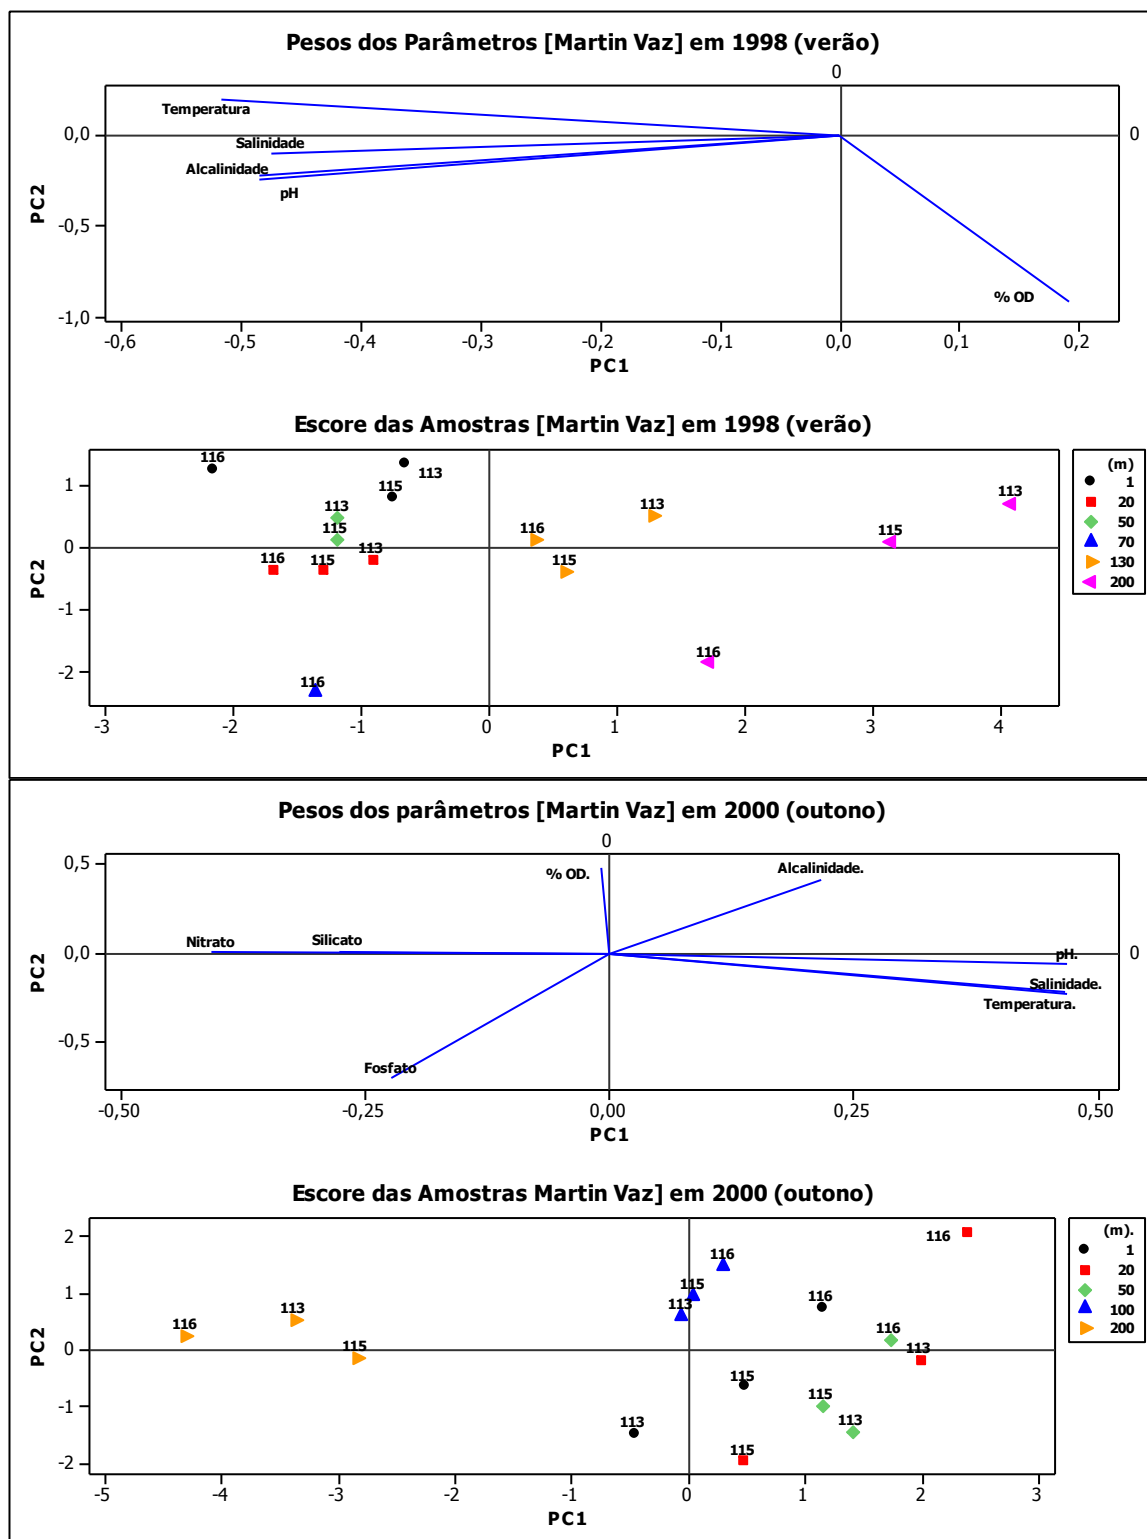 Pesos dos Parâmetros [Martin Vaz] em 1998 (verão)
0
Temperatura
0,0
0
Salinidade
Alcalinidade
pH
PC2
-0,5
% OD
-1,0
-0,6 -0,5 -0,4 -0,3 -0,2 -0,1 0,0 0,1 0,2
PC1
Escore das Amostras [Martin Vaz] em 1998 (verão)
116
113
115
1
113
115
113
116
115
113
116
115
113
115
0
116
116
PC2
-1
-2
-3 -2 -1 0 1 2 3 4
PC1
(m)
1
20
50
70
130
200
Pesos dos parâmetros [Martin Vaz] em 2000 (outono)
0
0,5
% OD.
Alcalinidade.
Nitrato
Silicato
0,0
pH.
0
Salinidade.
Temperatura.
PC2
-0,5
Fosfato
-0,50 -0,25 0,00 0,25 0,50
PC1
Escore das Amostras Martin Vaz] em 2000 (outono)
2
116
116
115
113
116
1
116
113
115
116
113
0
115
115
113
113
115
PC2
-1
-2
-5 -4 -3 -2 -1 0 1 2 3
PC1
(m).
1
20
50
100
200